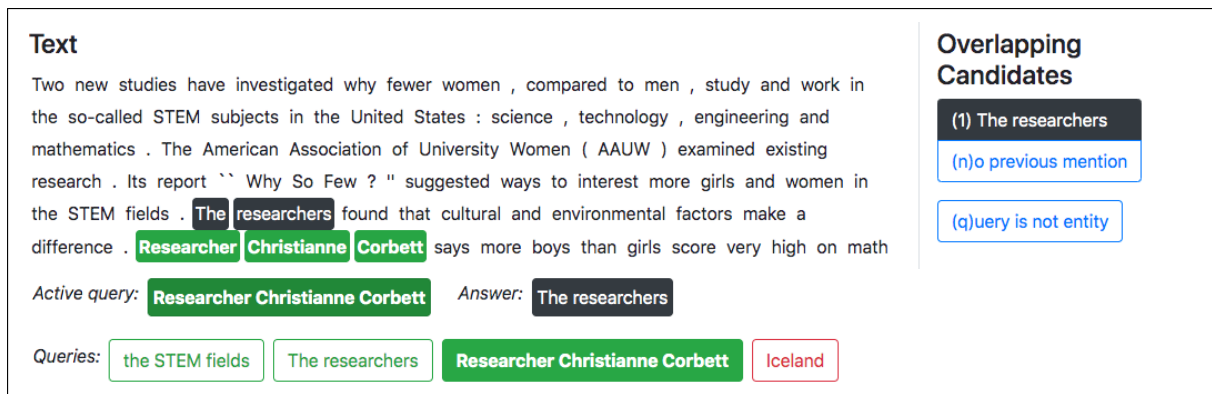 Text
Two new studies have investigated why fewer women , compared to men , study and work in
the so-called STEM subjects in the United States : science , technology , engineering and
mathematics . The American Association of University Women ( AAUW ) examined existing
research . Its report `` Why So Few ? '' suggested ways to interest more girls and women in
the STEM fields . The researchers found that cultural and environmental factors make a
difference . Researcher Christianne Corbett says more boys than girls score very high on math
Active query: Researcher Christianne Corbett Answer: The researchers
Queries: the STEM fields The researchers Researcher Christianne Corbett Iceland
Overlapping
Candidates
(1) The researchers
(n)o previous mention
(q)uery is not entity